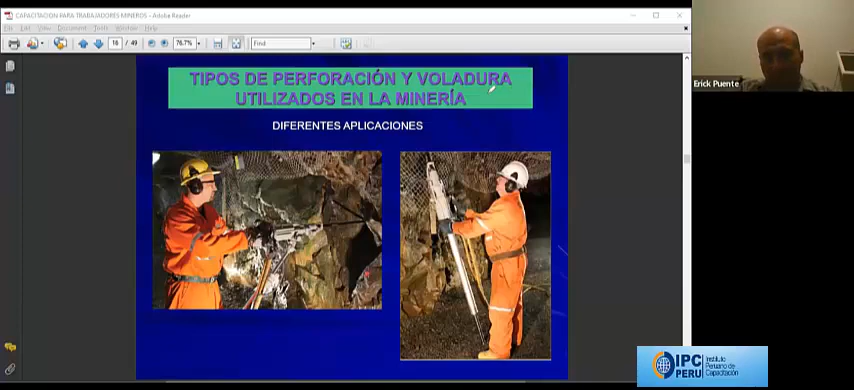 CAPACITACION PARA TRABAJADORES MINEROS - Adobe Reader
File Edit View Document Tools Window Help
16 / 49
76.7%
Find
TIPOS DE PERFORACIÓN Y VOLADURA
UTILIZADOS EN LA MINERÍA
DIFERENTES APLICACIONES
Erick Puente
IPC
PERU
Instituto
Peruano de
Capacitación